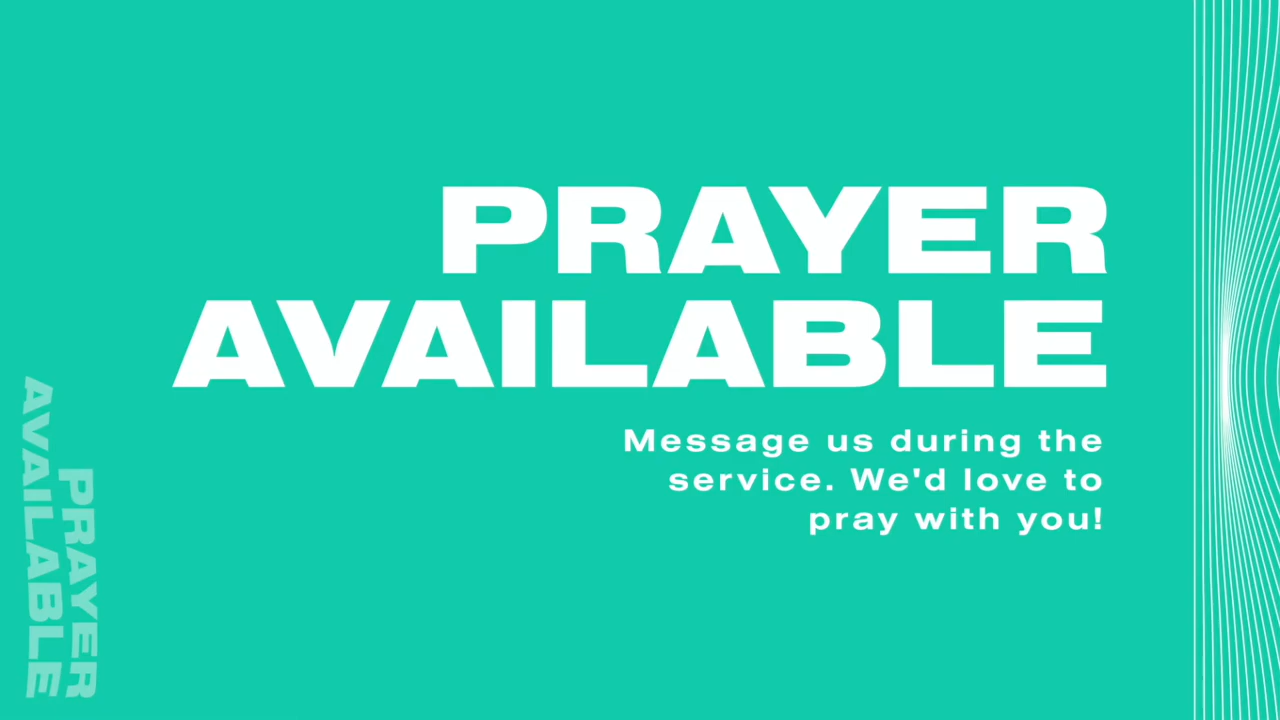 PRAYER
AVAILABLE
Message us during the
service. We'd love to
pray with you!
PRAYER
AVAILABLE